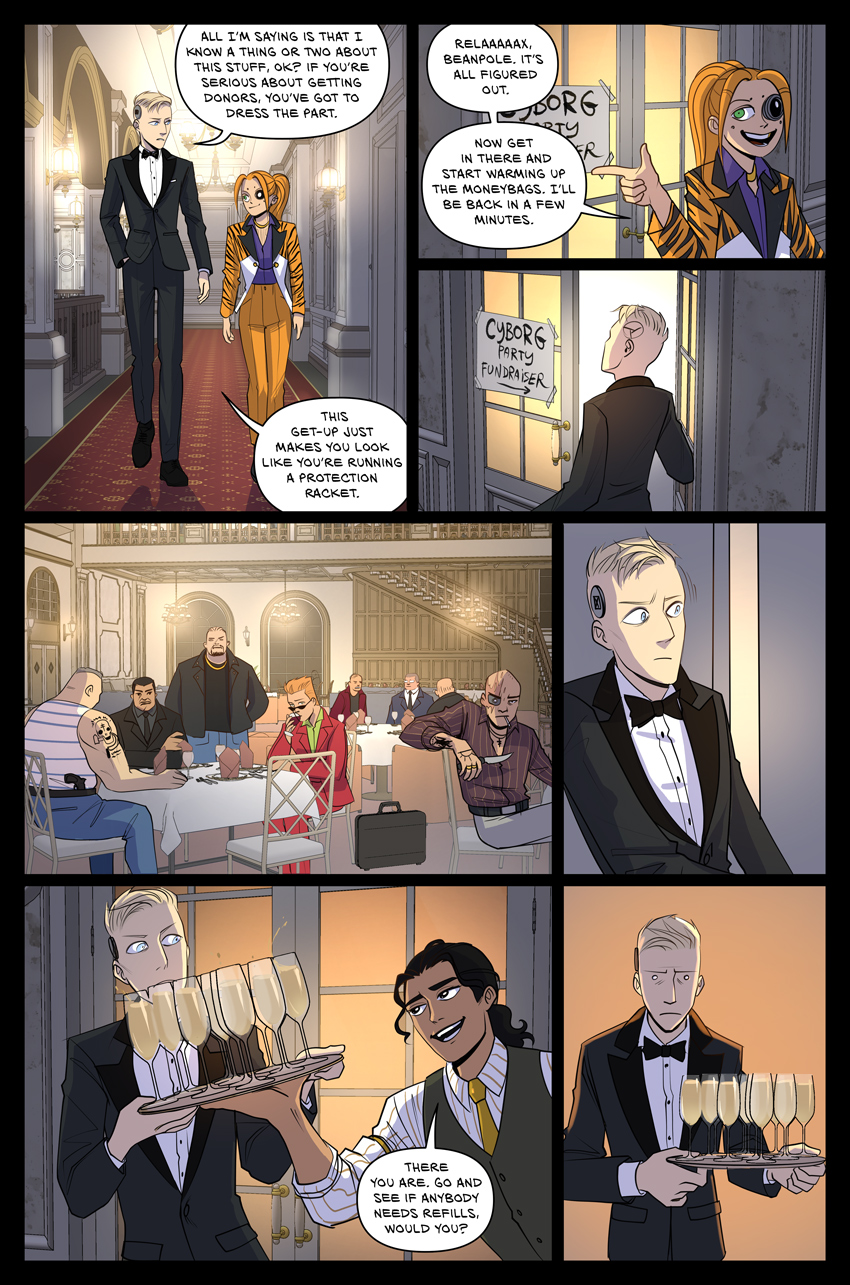 ALL I'M SAYING IS THAT I
KNOW A THING OR TWO ABOUT
THIS STUFF, OK? IF YOU'RE
SERIOUS ABOUT GETTING
DONORS, YOU'VE GOT TO
DRESS THE PART.
THIS
GET-UP JUST
MAKES YOU LOOK
LIKE YOU'RE RUNNING
A PROTECTION
RACKET.
RELAAAAAX,
BEANPOLE. IT'S
ALL FIGURED
OUT.
CYBORG
PARTY
NOW GET
IN THERE AND
START WARMING UP
THE MONEYBAGS. I'LL
BE BACK IN A FEW
MINUTES.
CYBORG
PARTY
FUNDRAISER
THERE
YOU ARE. GO AND
SEE IF ANYBODY
NEEDS REFILLS,
WOULD YOU?